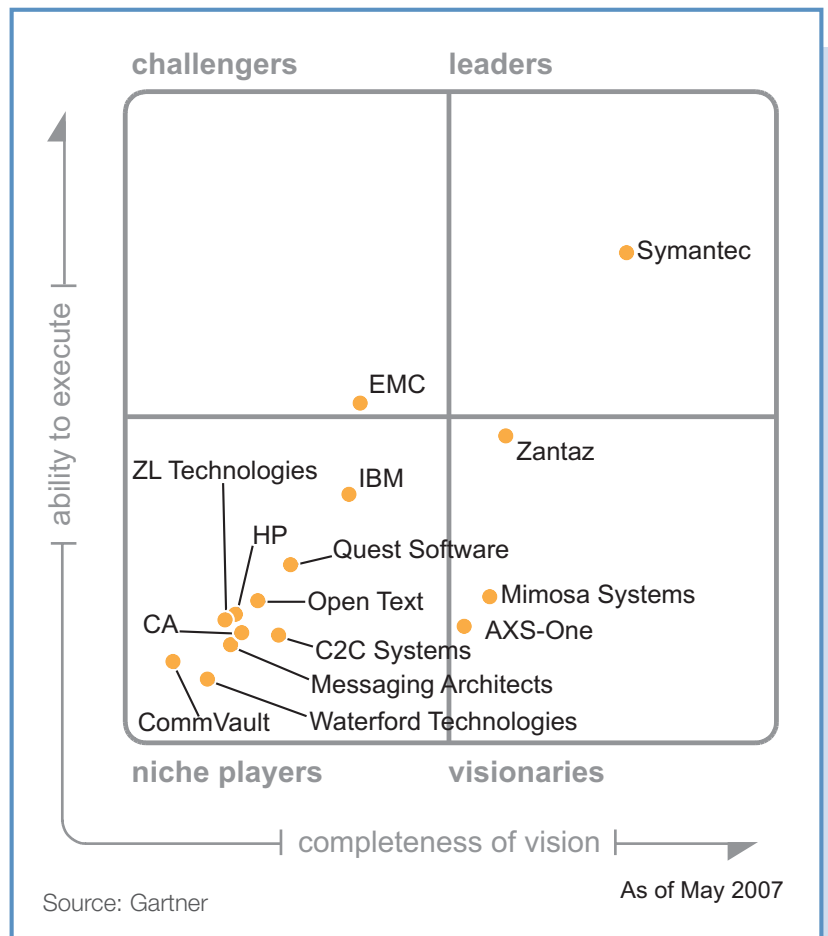 challengers
leaders
Symantec
EMC
ability to execute
Zantaz
ZL Technologies
IBM
HP
Quest Software
Open Text
Mimosa Systems
CA
AXS-One
C2C Systems
Messaging Architects
CommVault
Waterford Technologies
niche players
visionaries
completeness of vision
As of May 2007
Source: Gartner